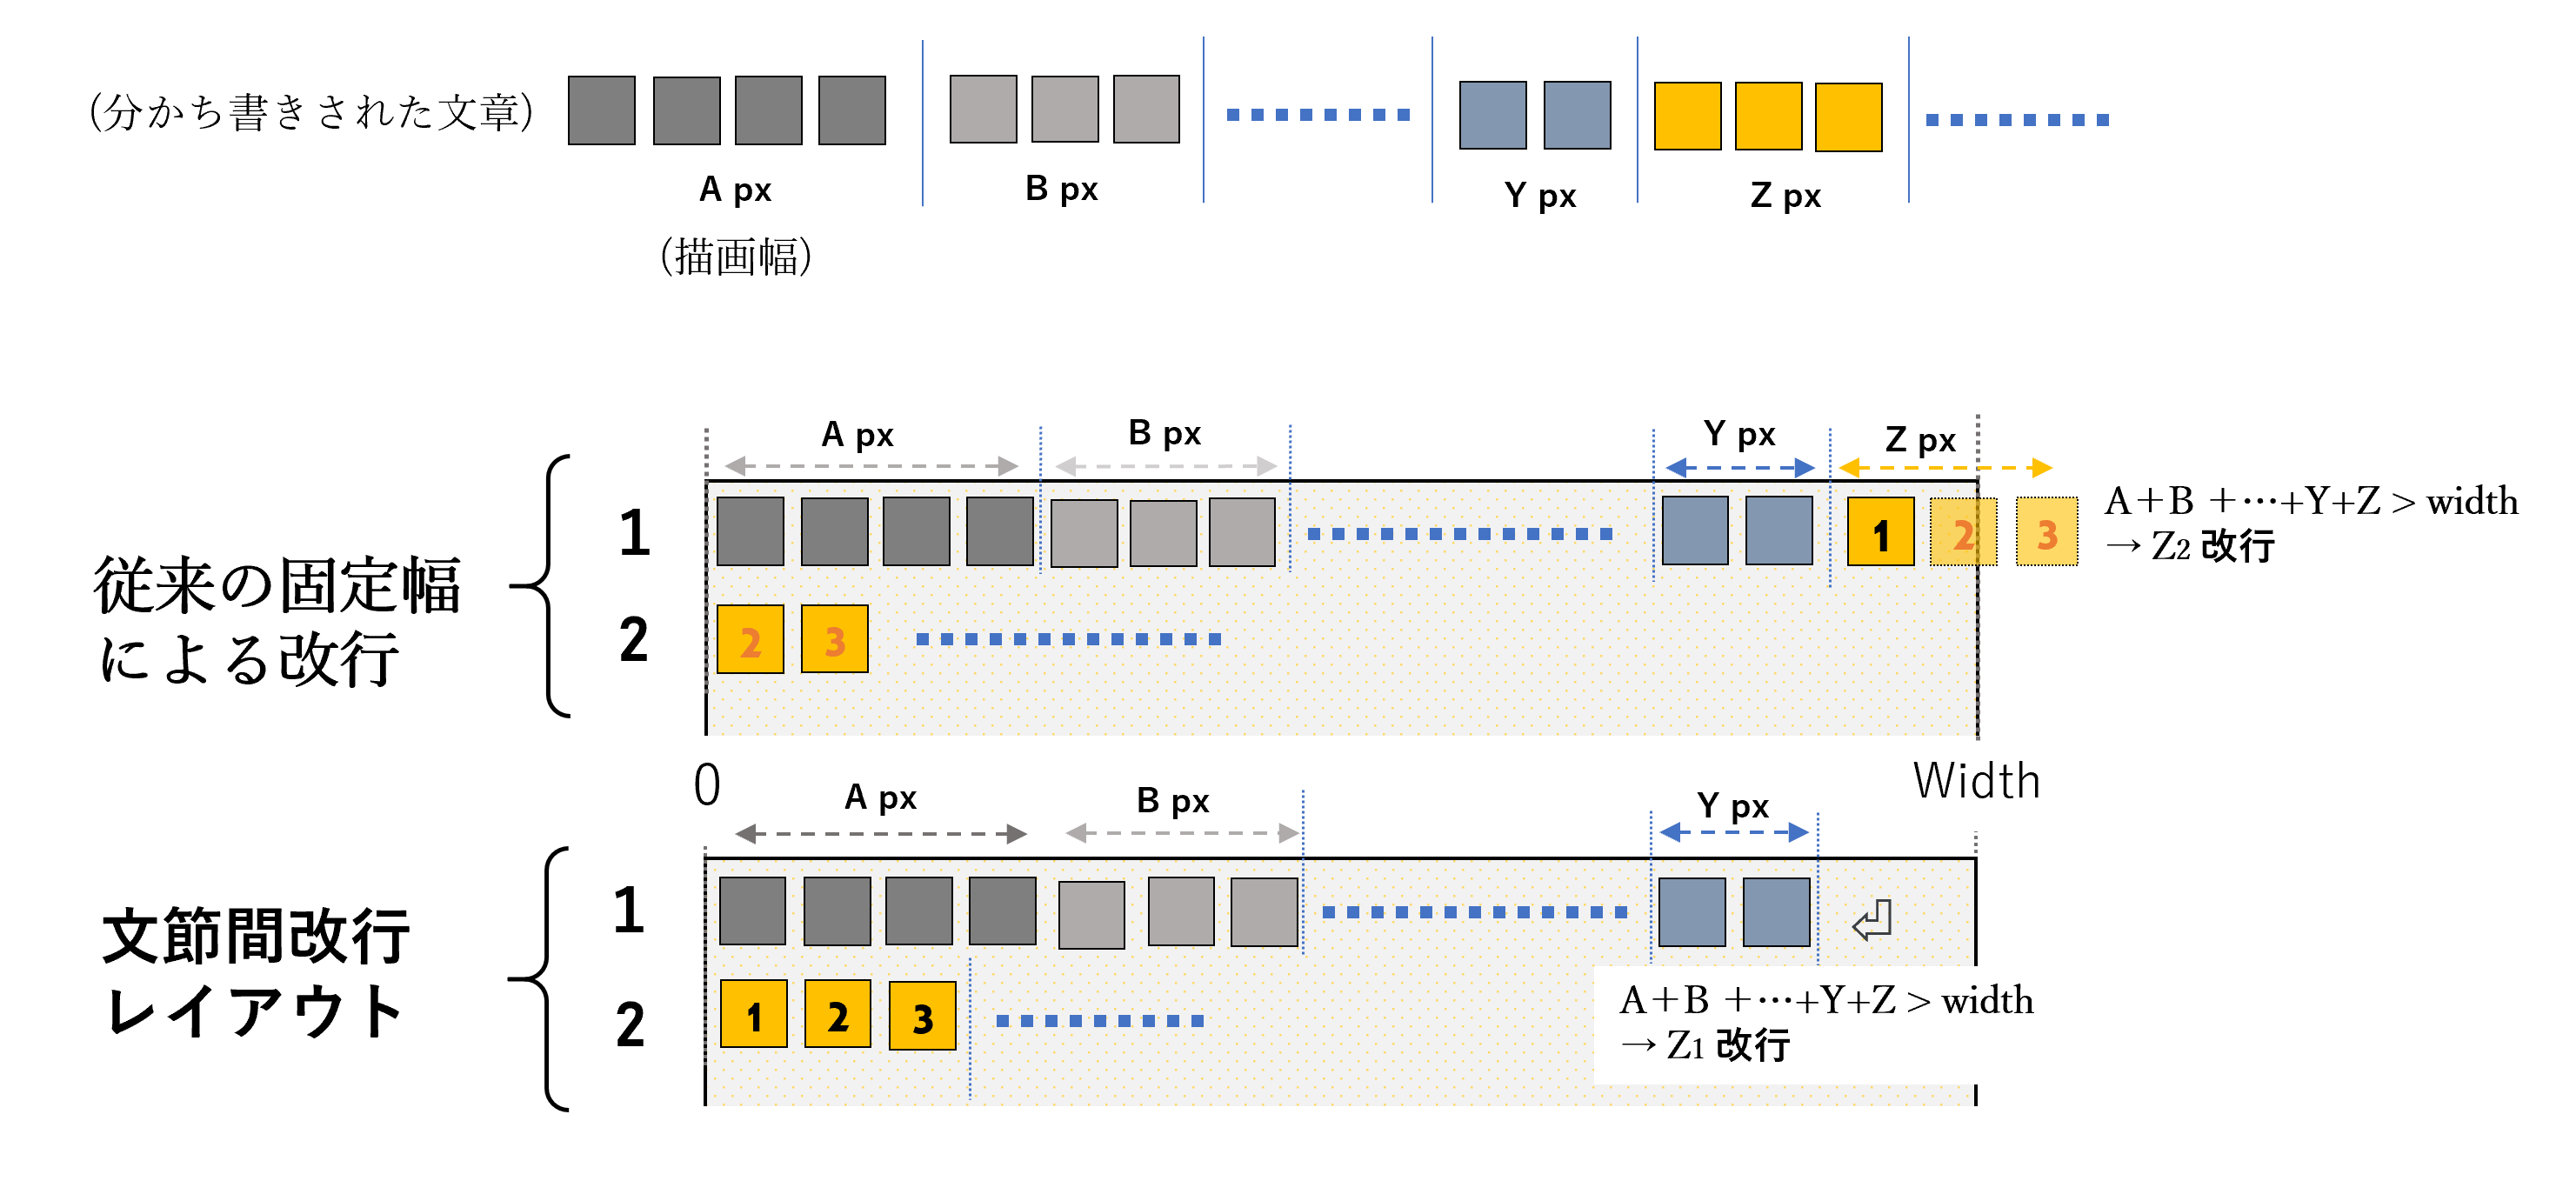 (分かち書きされた文章)
A px
B px
Y px
Z px
(描画幅)
A px
B px
Y px
Z px
従来の固定幅
による改行
1
1
2
3
A＋B ＋…+Y+Z > width
→ Z2 改行
2
2
3
0
Width
A px
B px
Y px
文節間改行
レイアウト
1
2
1
2
3
A＋B ＋…+Y+Z > width
→ Z1 改行